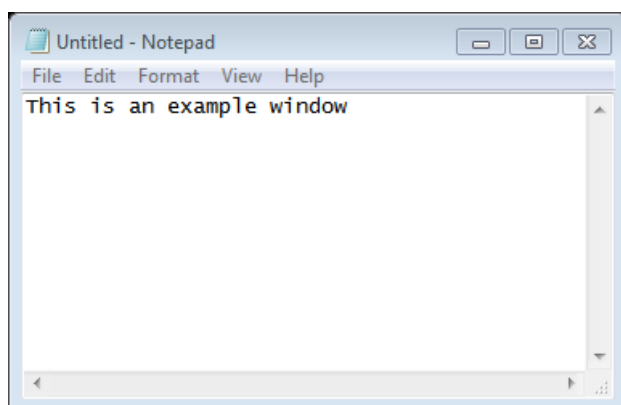 Untitled - Notepad
File Edit Format View Help
This is an example window